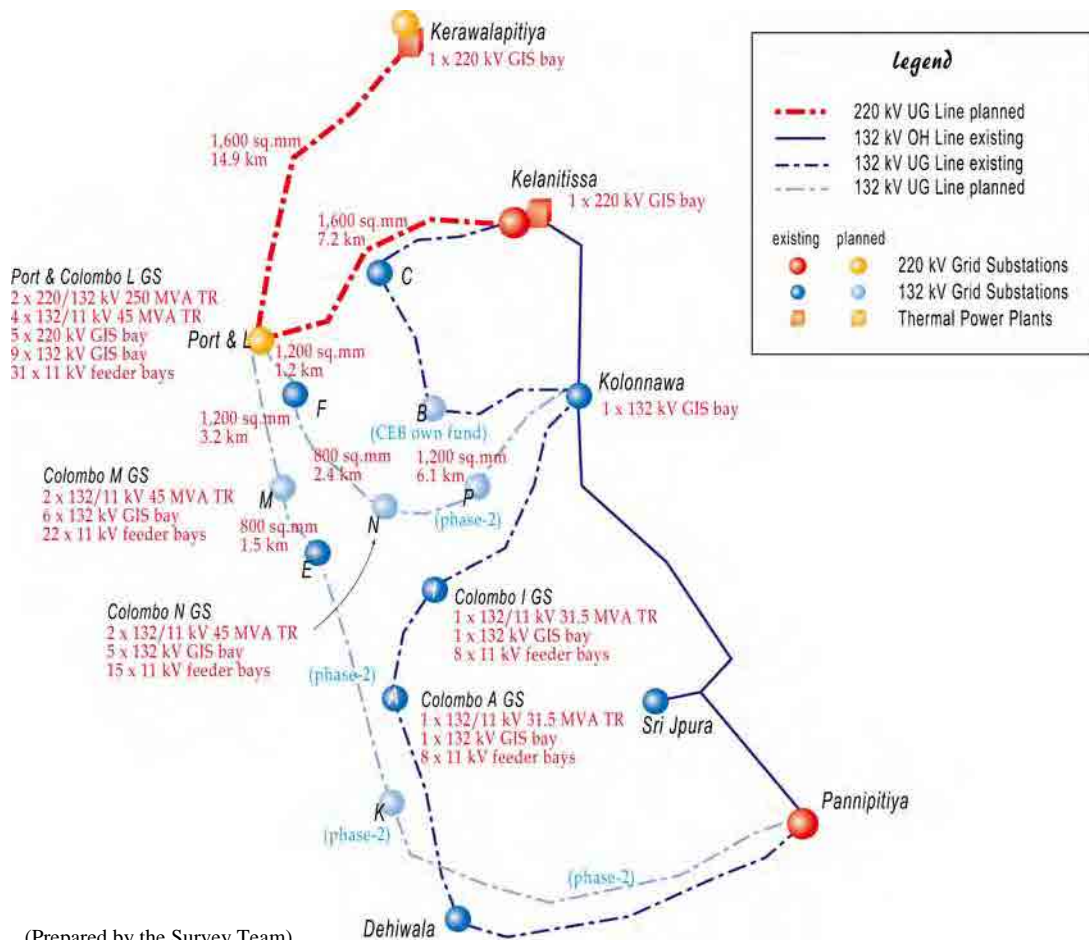 Kerawalapitiya
1 x 220 kV GIS bay
legend
220 kV UG Line planned
132 kV OH Line existing
132 kV UG Line existing
132 kV UG Line planned
existing planned
220 kV Grid Substations
132 kV Grid Substations
Thermal Power Plants
1,600 sq.mm
14.9 km
Kelanitissa
1 x 220 kV GIS bay
1,600 sq.mm
7.2 km
C
Port & Colombo L GS
2 x 220/132 kV 250 MVA TR
4 x 132/11 kV 45 MVA TR
5 x 220 kV GIS bay
9 x 132 kV GIS bay
31 x 11 kV feeder bays
Port & L
1,200 sq.mm
1.2 km
F
B
(CEB own fund)
Kolonnawa
1 x 132 kV GIS bay
1,200 sq.mm
3.2 km
800 sq.mm
2.4 km
1,200 sq.mm
6.1 km
P
(phase-2)
N
Colombo M GS
2 x 132/11 kV 45 MVA TR
6 x 132 kV GIS bay
22 x 11 kV feeder bays
M
800 sq.mm
1.5 km
E
Colombo N GS
2 x 132/11 kV 45 MVA TR
5 x 132 kV GIS bay
15 x 11 kV feeder bays
I
Colombo I GS
1 x 132/11 kV 31.5 MVA TR
1 x 132 kV GIS bay
8 x 11 kV feeder bays
(phase-2)
A
Colombo A GS
1 x 132/11 kV 31.5 MVA TR
1 x 132 kV GIS bay
8 x 11 kV feeder bays
Sri Jpura
Pannipitiya
K
(phase-2)
(phase-2)
Dehiwala
(Prepared by the Survey Team)